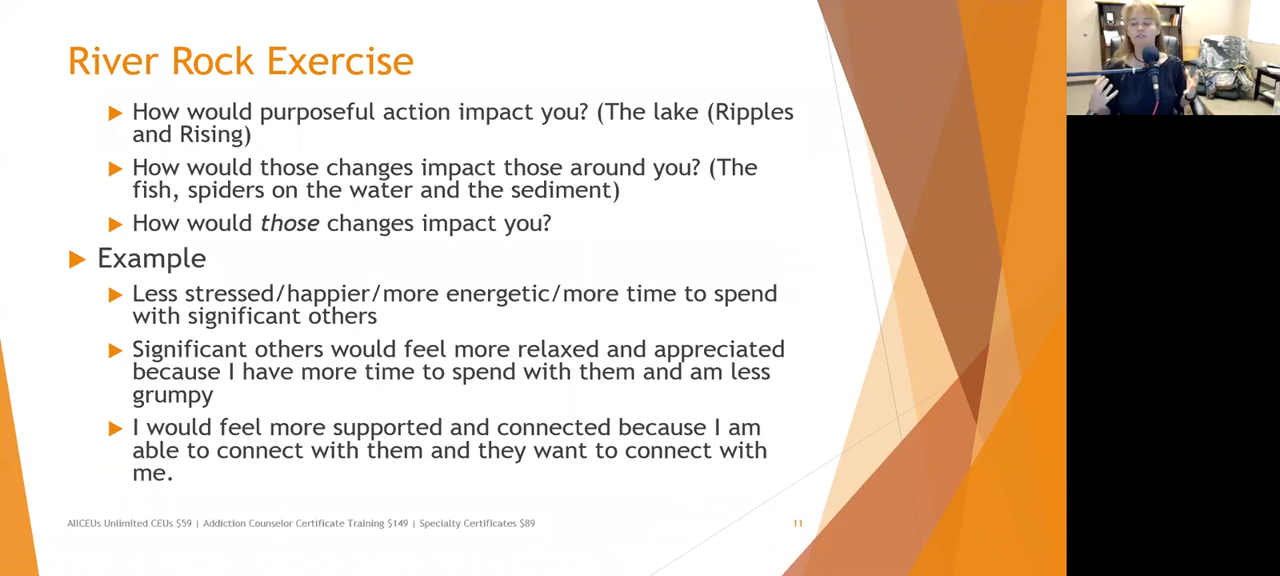 River Rock Exercise
How would purposeful action impact you? (The lake (Ripples
and Rising)
How would those changes impact those around you? (The
fish, spiders on the water and the sediment)
How would those changes impact you?
Example
Less stressed/happier/more energetic/more time to spend
with significant others
Significant others would feel more relaxed and appreciated
because I have more time to spend with them and am less
grumpy
I would feel more supported and connected because I am
able to connect with them and they want to connect with
me.
AllCEUs Unlimited CEUs $59 | Addiction Counselor Certificate Training $149 | Specialty Certificates $89
11